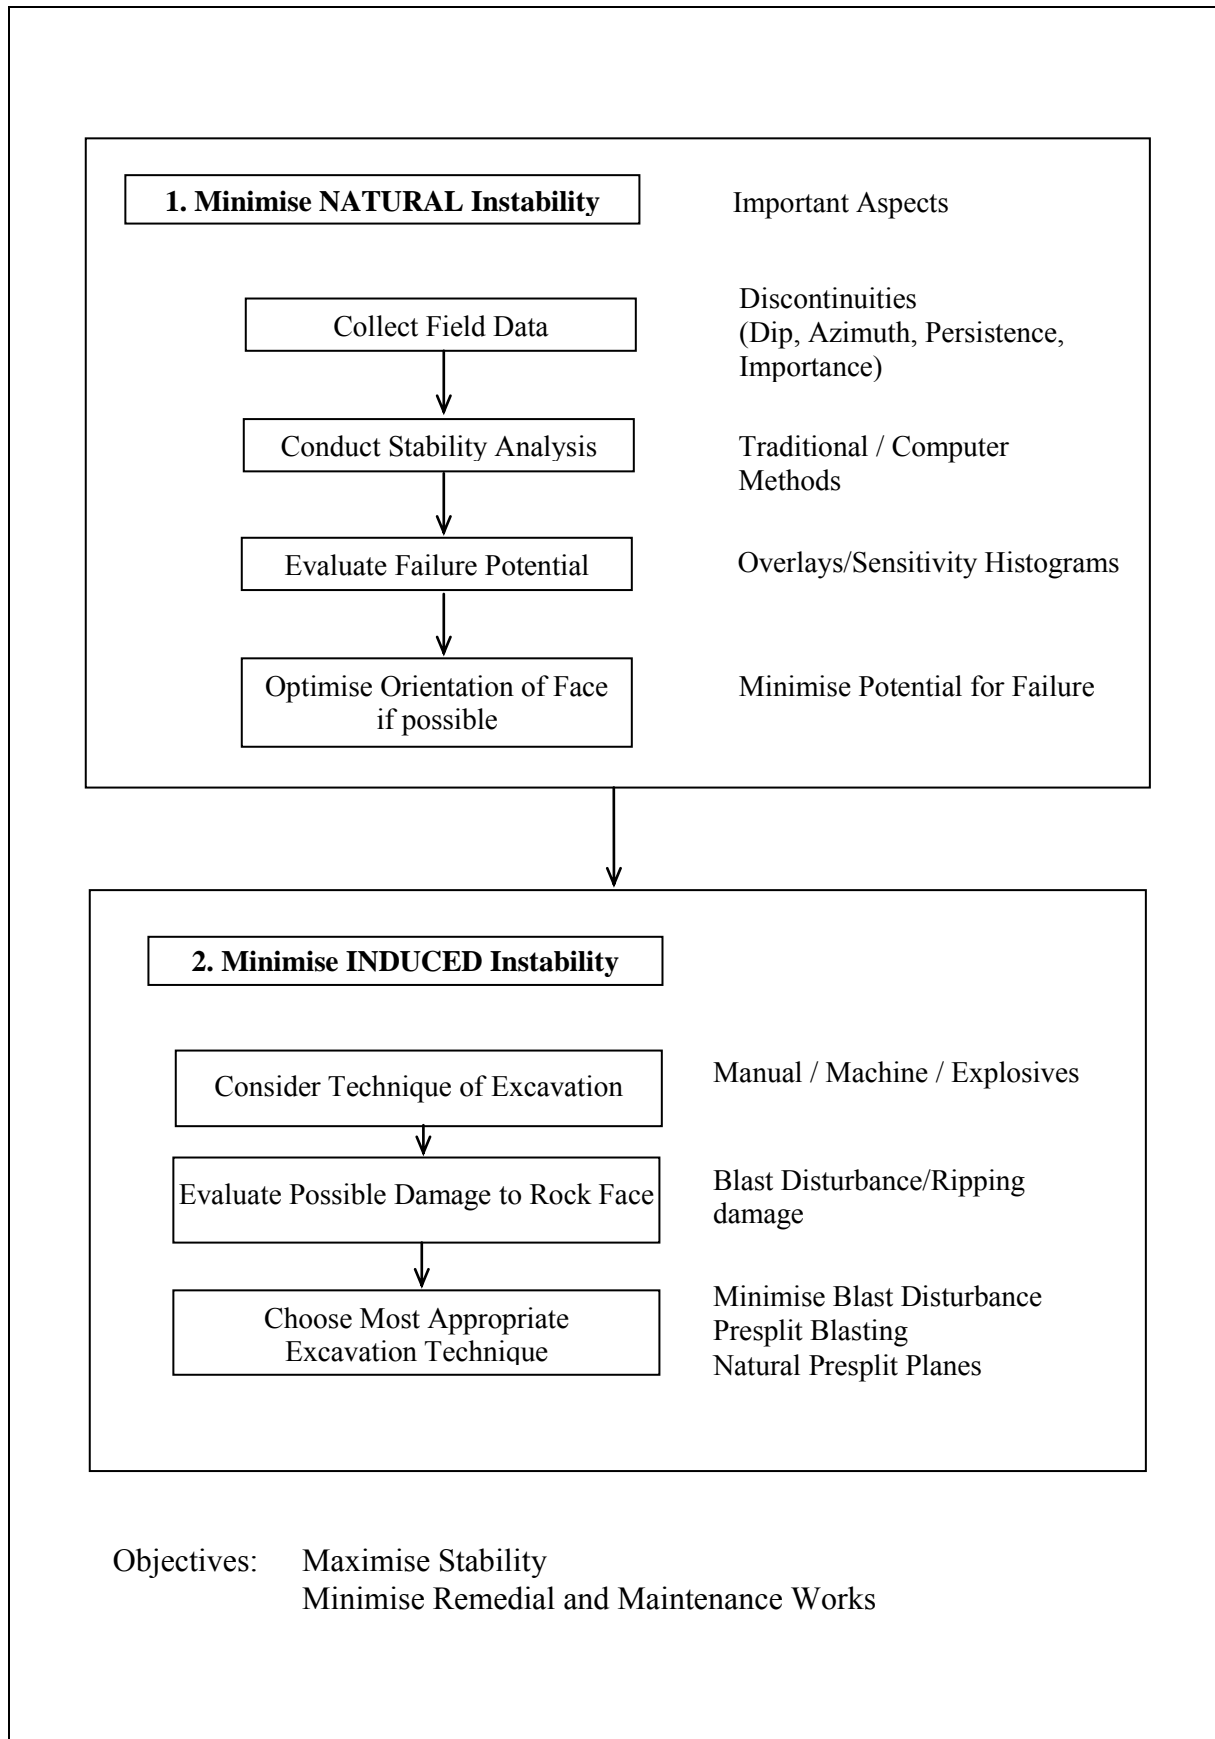 1. Minimise NATURAL Instability
Important Aspects
Collect Field Data
Discontinuities
(Dip, Azimuth, Persistence,
Importance)
Conduct Stability Analysis
Traditional / Computer
Methods
Evaluate Failure Potential
Overlays/Sensitivity Histograms
Optimise Orientation of Face
if possible
Minimise Potential for Failure
2. Minimise INDUCED Instability
Consider Technique of Excavation
Manual / Machine / Explosives
Evaluate Possible Damage to Rock Face
Blast Disturbance/Ripping
damage
Choose Most Appropriate
Excavation Technique
Minimise Blast Disturbance
Presplit Blasting
Natural Presplit Planes
Objectives: Maximise Stability
Minimise Remedial and Maintenance Works